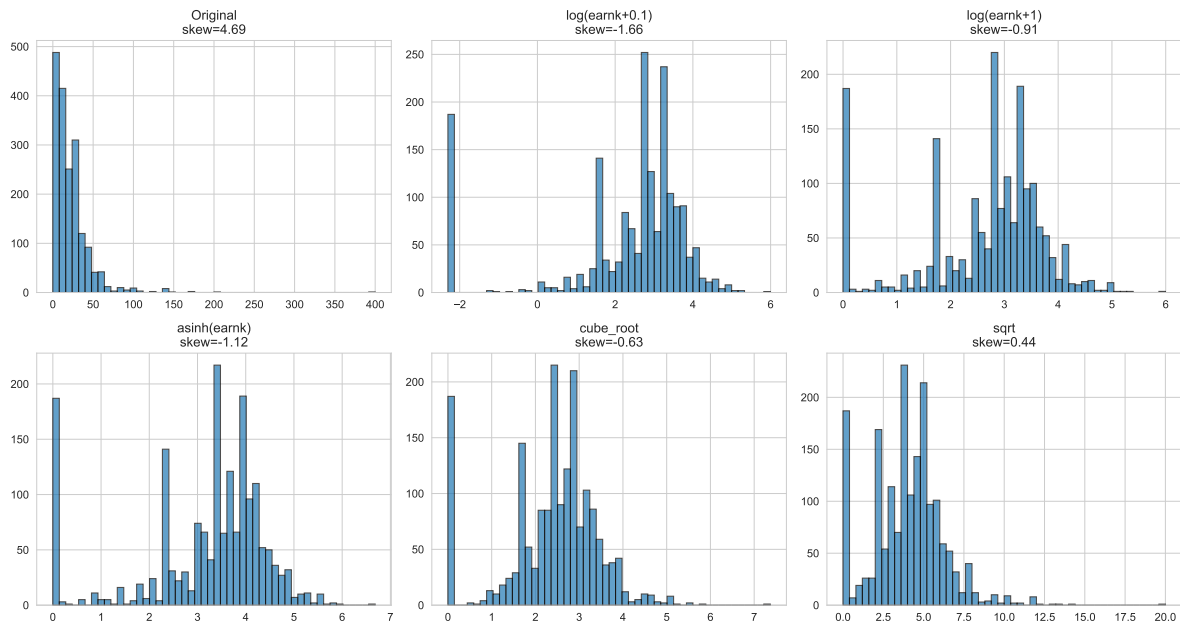 Original
skew=4.69
500
400
300
200
100
0
0 50 100 150 200 250 300 350 400
log(earnk+0.1)
skew=-1.66
250
200
150
100
50
0
−2 0 2 4 6
log(earnk+1)
skew=-0.91
200
150
100
50
0
0 1 2 3 4 5 6
asinh(earnk)
skew=-1.12
200
150
100
50
0
0 1 2 3 4 5 6 7
cube_root
skew=-0.63
200
150
100
50
0
0 1 2 3 4 5 6 7
sqrt
skew=0.44
200
150
100
50
0
0.0 2.5 5.0 7.5 10.0 12.5 15.0 17.5 20.0